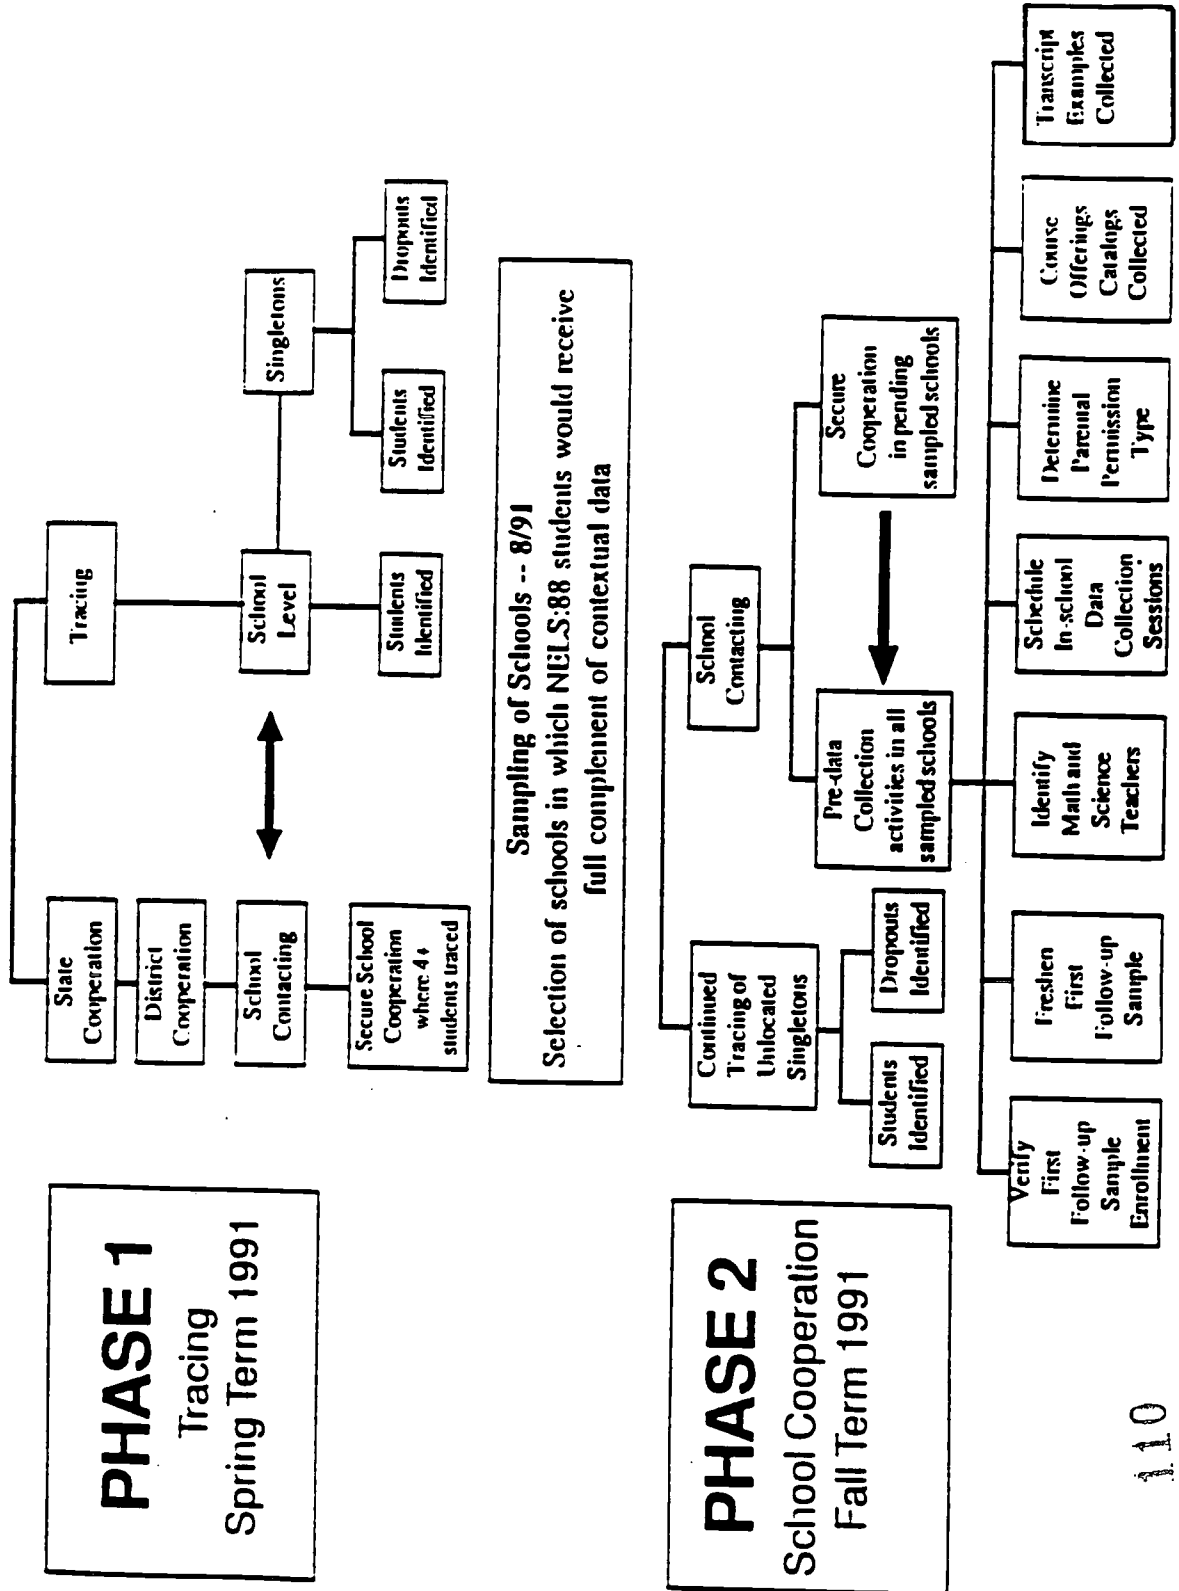 PHASE 1
Tracing
Spring Term 1991
State
Cooperation
District
Cooperation
School
Contacting
Secure School
Cooperation
where 4+
students traced
Tracing
School
Level
Students
Identified
Singletons
Students
Identified
Dropouts
Identified
Sampling of Schools -- 8/91
Selection of schools in which NELS:88 students would receive
full complement of contextual data
PHASE 2
School Cooperation
Fall Term 1991
Continued
Tracing of
Unlocated
Singletons
Students
Identified
Dropouts
Identified
School
Contacting
Pre-data
Collection
activities in all
sampled schools
Secure
Cooperation
in pending
sampled schools
Verify
First
Follow-up
Sample
Enrollment
Freshen
First
Follow-up
Sample
Identify
Math and
Science
Teachers
Schedule
In-school
Data
Collection
Sessions
Determine
Parental
Permission
Type
Course
Offerings
Catalogs
Collected
Transcript
Examples
Collected
110